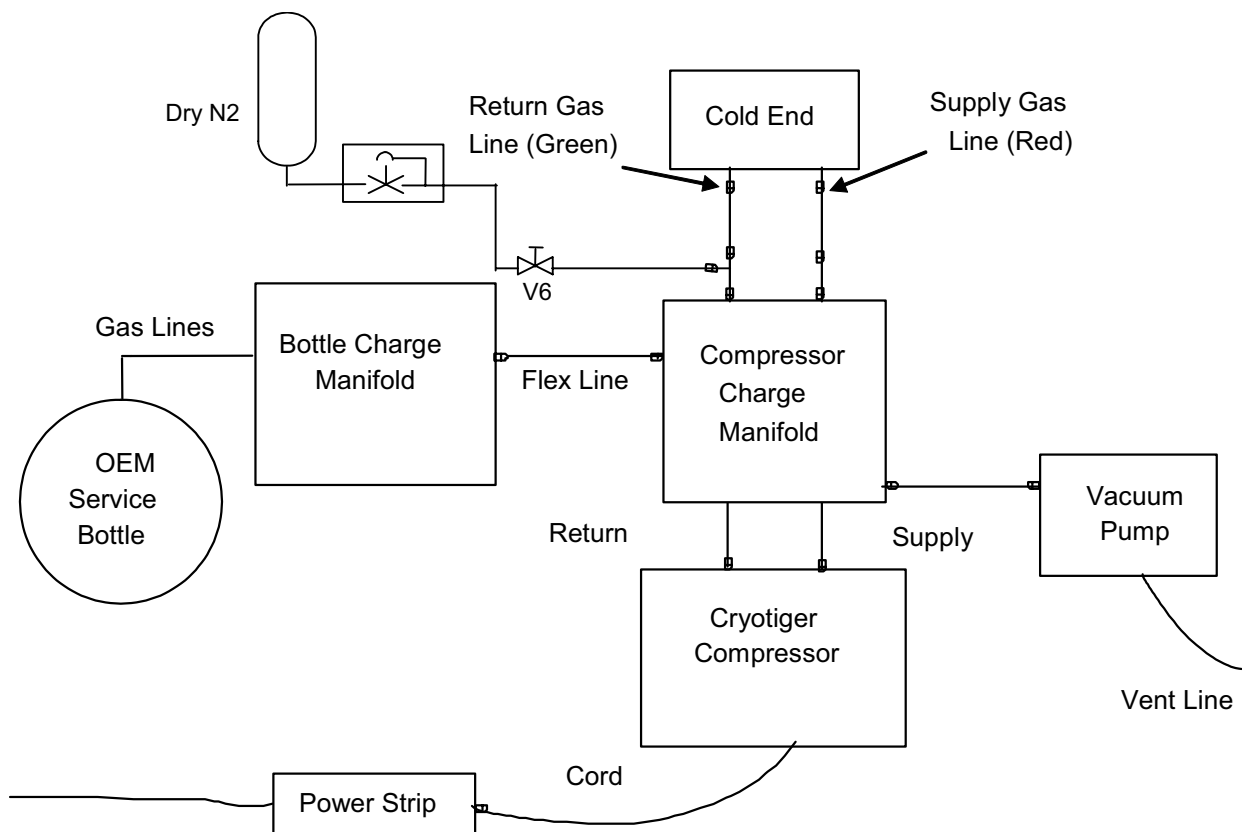 Dry N2
Return Gas
Line (Green)
Cold End
Supply Gas
Line (Red)
V6
Gas Lines
Bottle Charge
Manifold
Flex Line
Compressor
Charge
Manifold
OEM
Service
Bottle
Return
Supply
Vacuum
Pump
Cryotiger
Compressor
Vent Line
Cord
Power Strip